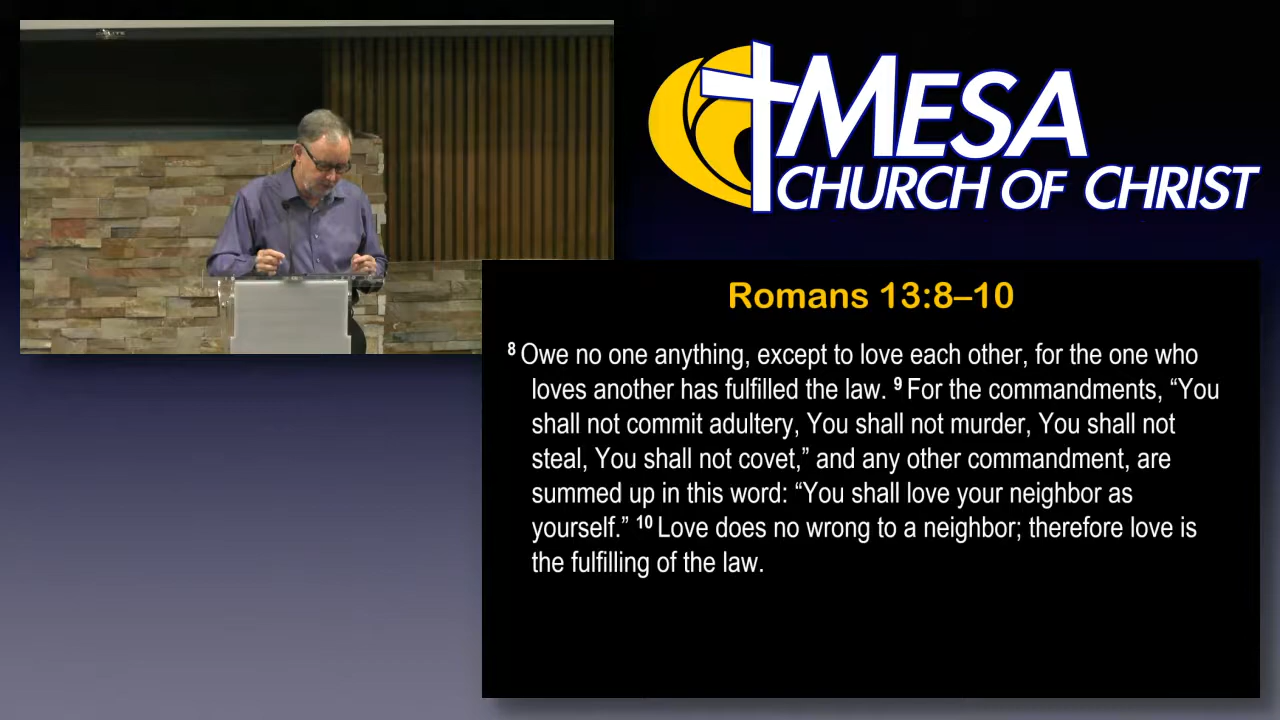 MESA
CHURCH OF CHRIST
Romans 13:8–10
8 Owe no one anything, except to love each other, for the one who
loves another has fulfilled the law. 9 For the commandments, “You
shall not commit adultery, You shall not murder, You shall not
steal, You shall not covet,” and any other commandment, are
summed up in this word: “You shall love your neighbor as
yourself.” 10 Love does no wrong to a neighbor; therefore love is
the fulfilling of the law.